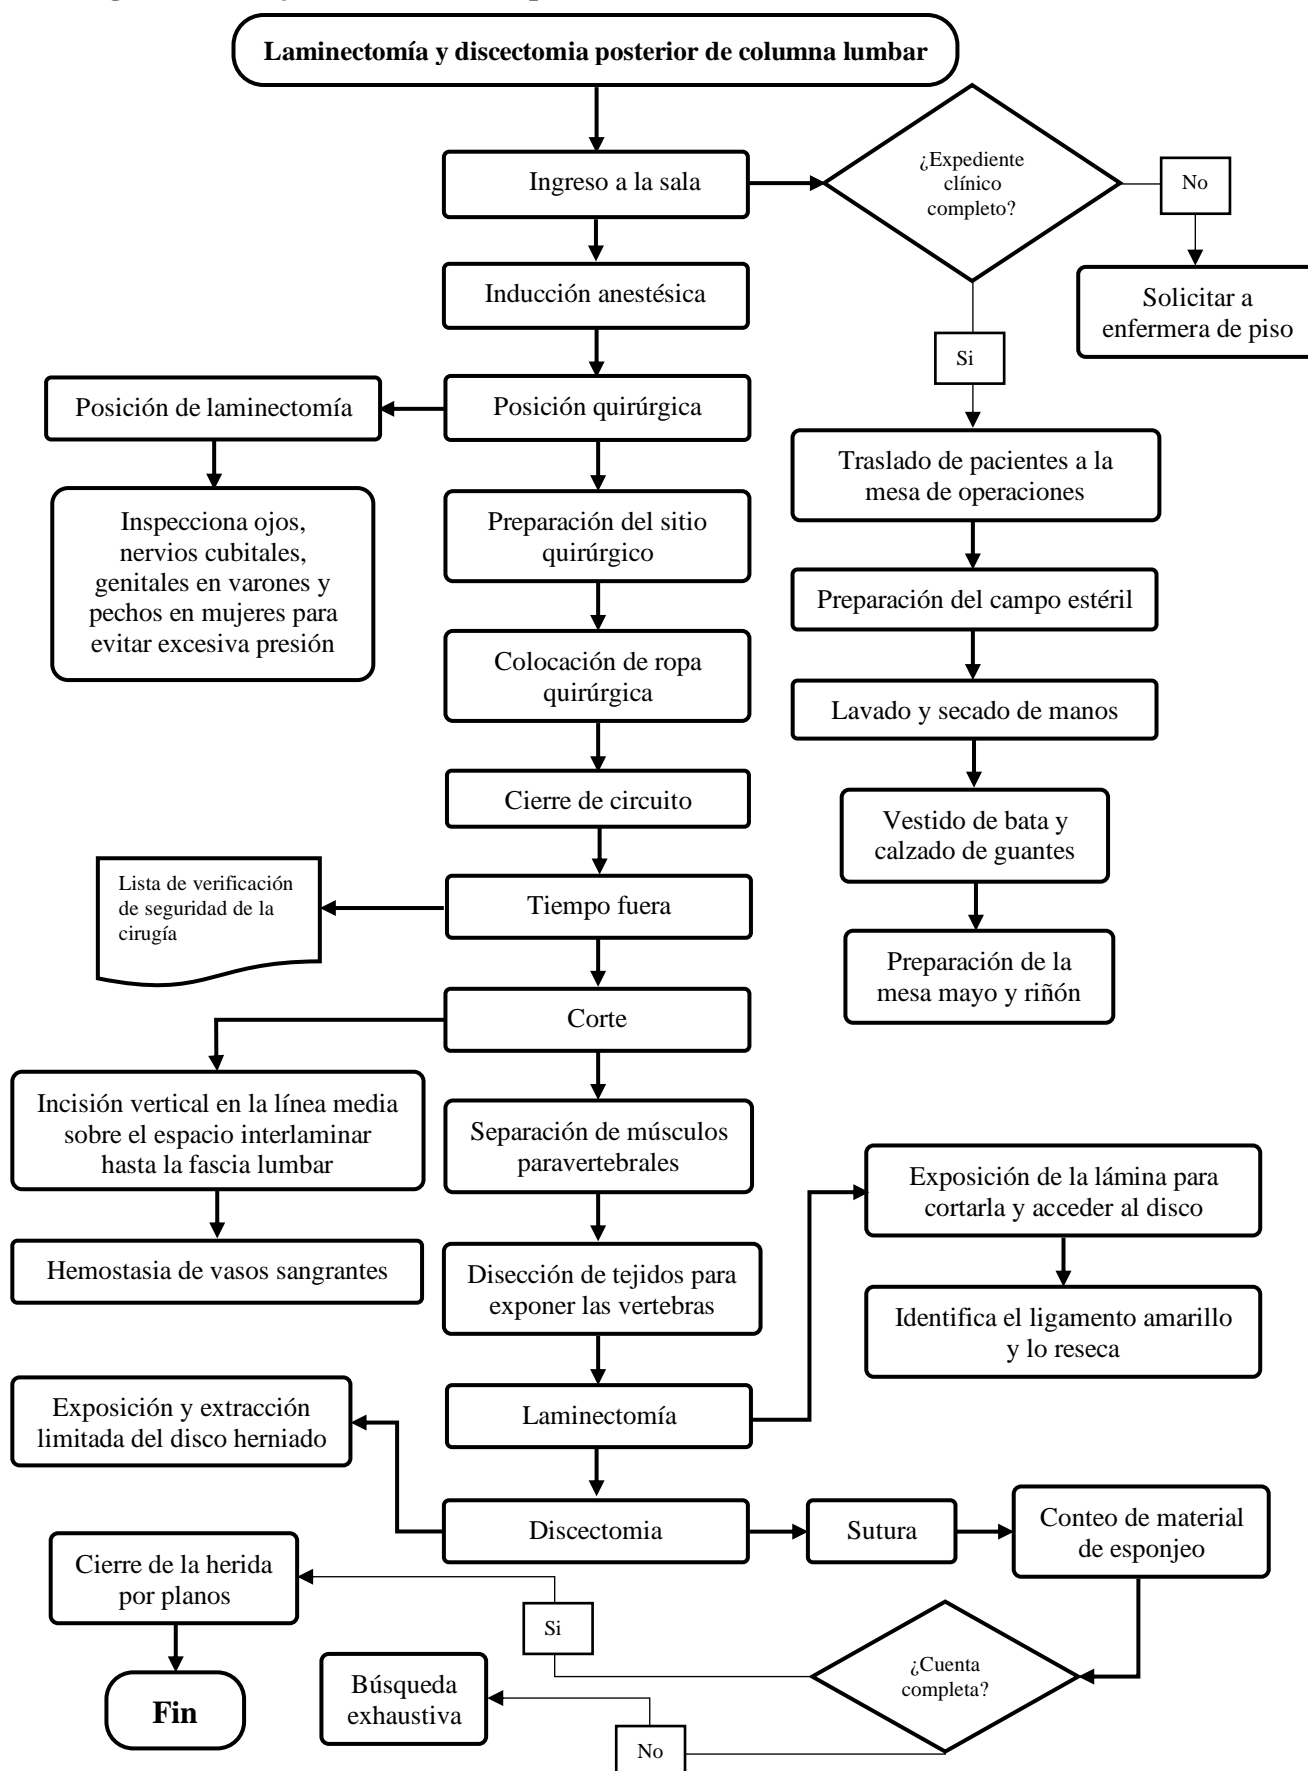 Laminectomía y discectomia posterior de columna lumbar
Ingreso a la sala
¿Expediente
clínico
completo?
No
Solicitar a
enfermera de piso
Si
Inducción anestésica
Posición quirúrgica
Posición de laminectomía
Inspecciona ojos,
nervios cubitales,
genitales en varones y
pechos en mujeres para
evitar excesiva presión
Traslado de pacientes a la
mesa de operaciones
Preparación del sitio
quirúrgico
Preparación del campo estéril
Colocación de ropa
quirúrgica
Lavado y secado de manos
Cierre de circuito
Vestido de bata y
calzado de guantes
Lista de verificación
de seguridad de la
cirugía
Tiempo fuera
Preparación de la
mesa mayo y riñón
Corte
Incisión vertical en la línea media
sobre el espacio interlaminar
hasta la fascia lumbar
Separación de músculos
paravertebrales
Exposición de la lámina para
cortarla y acceder al disco
Hemostasia de vasos sangrantes
Disección de tejidos para
exponer las vertebras
Identifica el ligamento amarillo
y lo reseca
Exposición y extracción
limitada del disco herniado
Laminectomía
Discectomia
Sutura
Conteo de material
de esponjeo
Cierre de la herida
por planos
Si
¿Cuenta
completa?
Búsqueda
exhaustiva
No
Fin